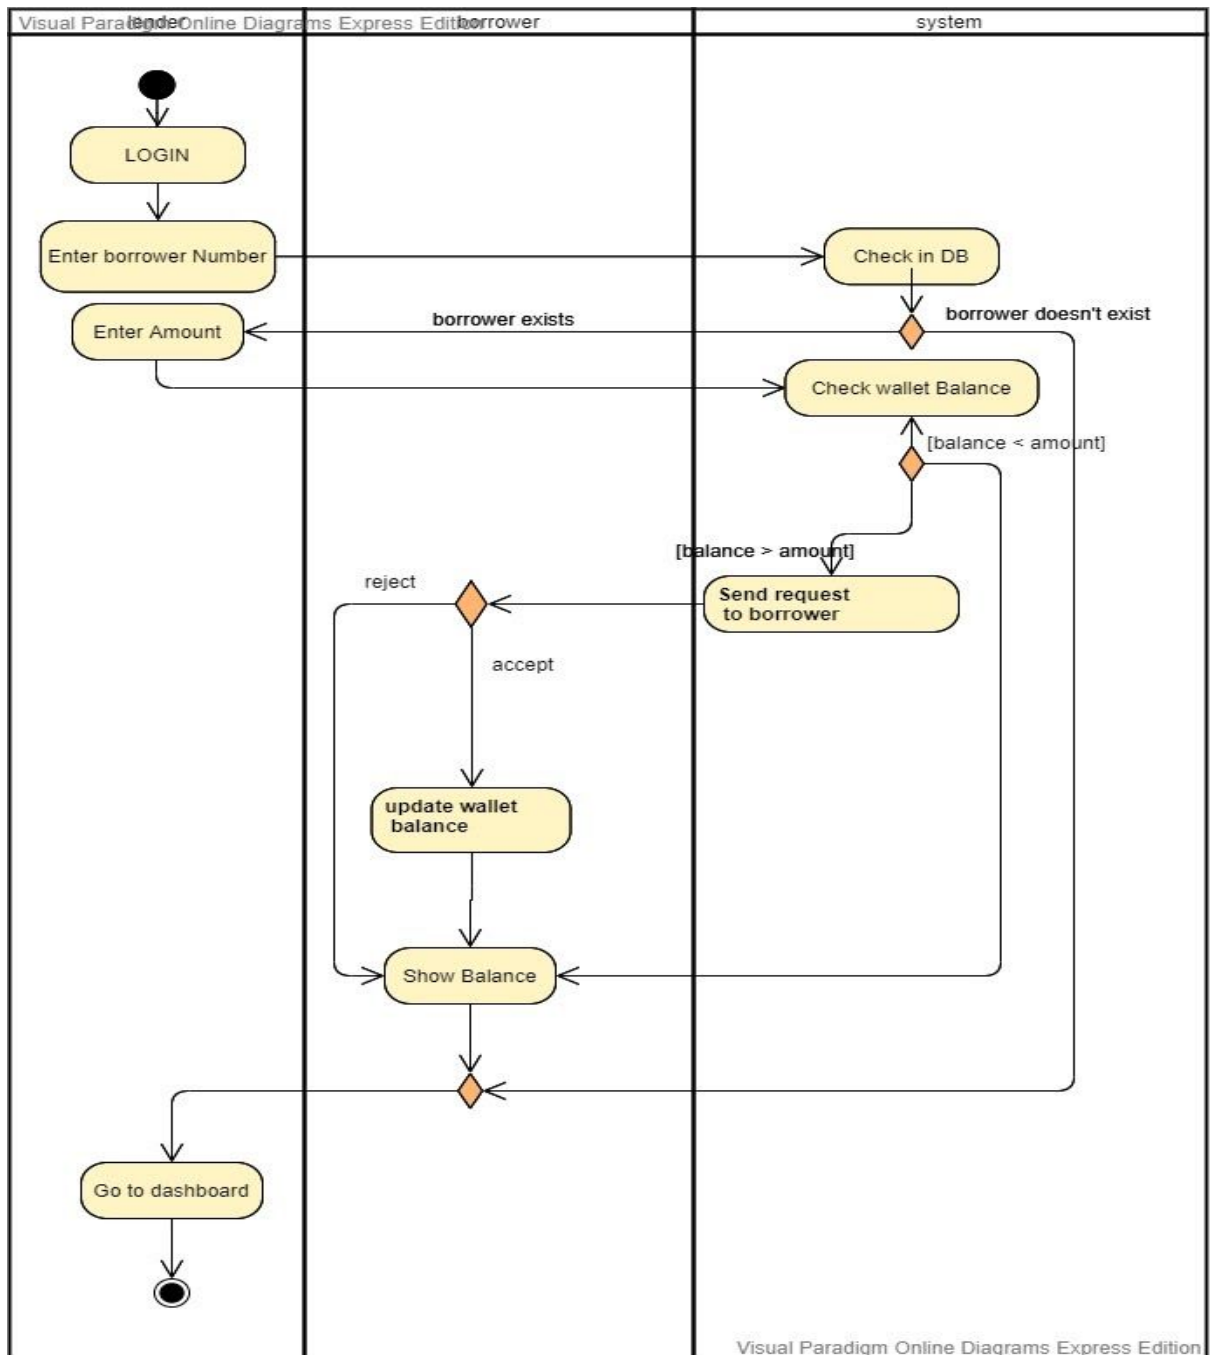 Visual Paradigm Online Diagrams Express Edition
lender
borrower
system
LOGIN
Enter borrower Number
Check in DB
Enter Amount
borrower exists
borrower doesn't exist
Check wallet Balance
[balance < amount]
[balance > amount]
reject
Send request
to borrower
accept
update wallet
balance
Show Balance
Go to dashboard
Visual Paradigm Online Diagrams Express Edition